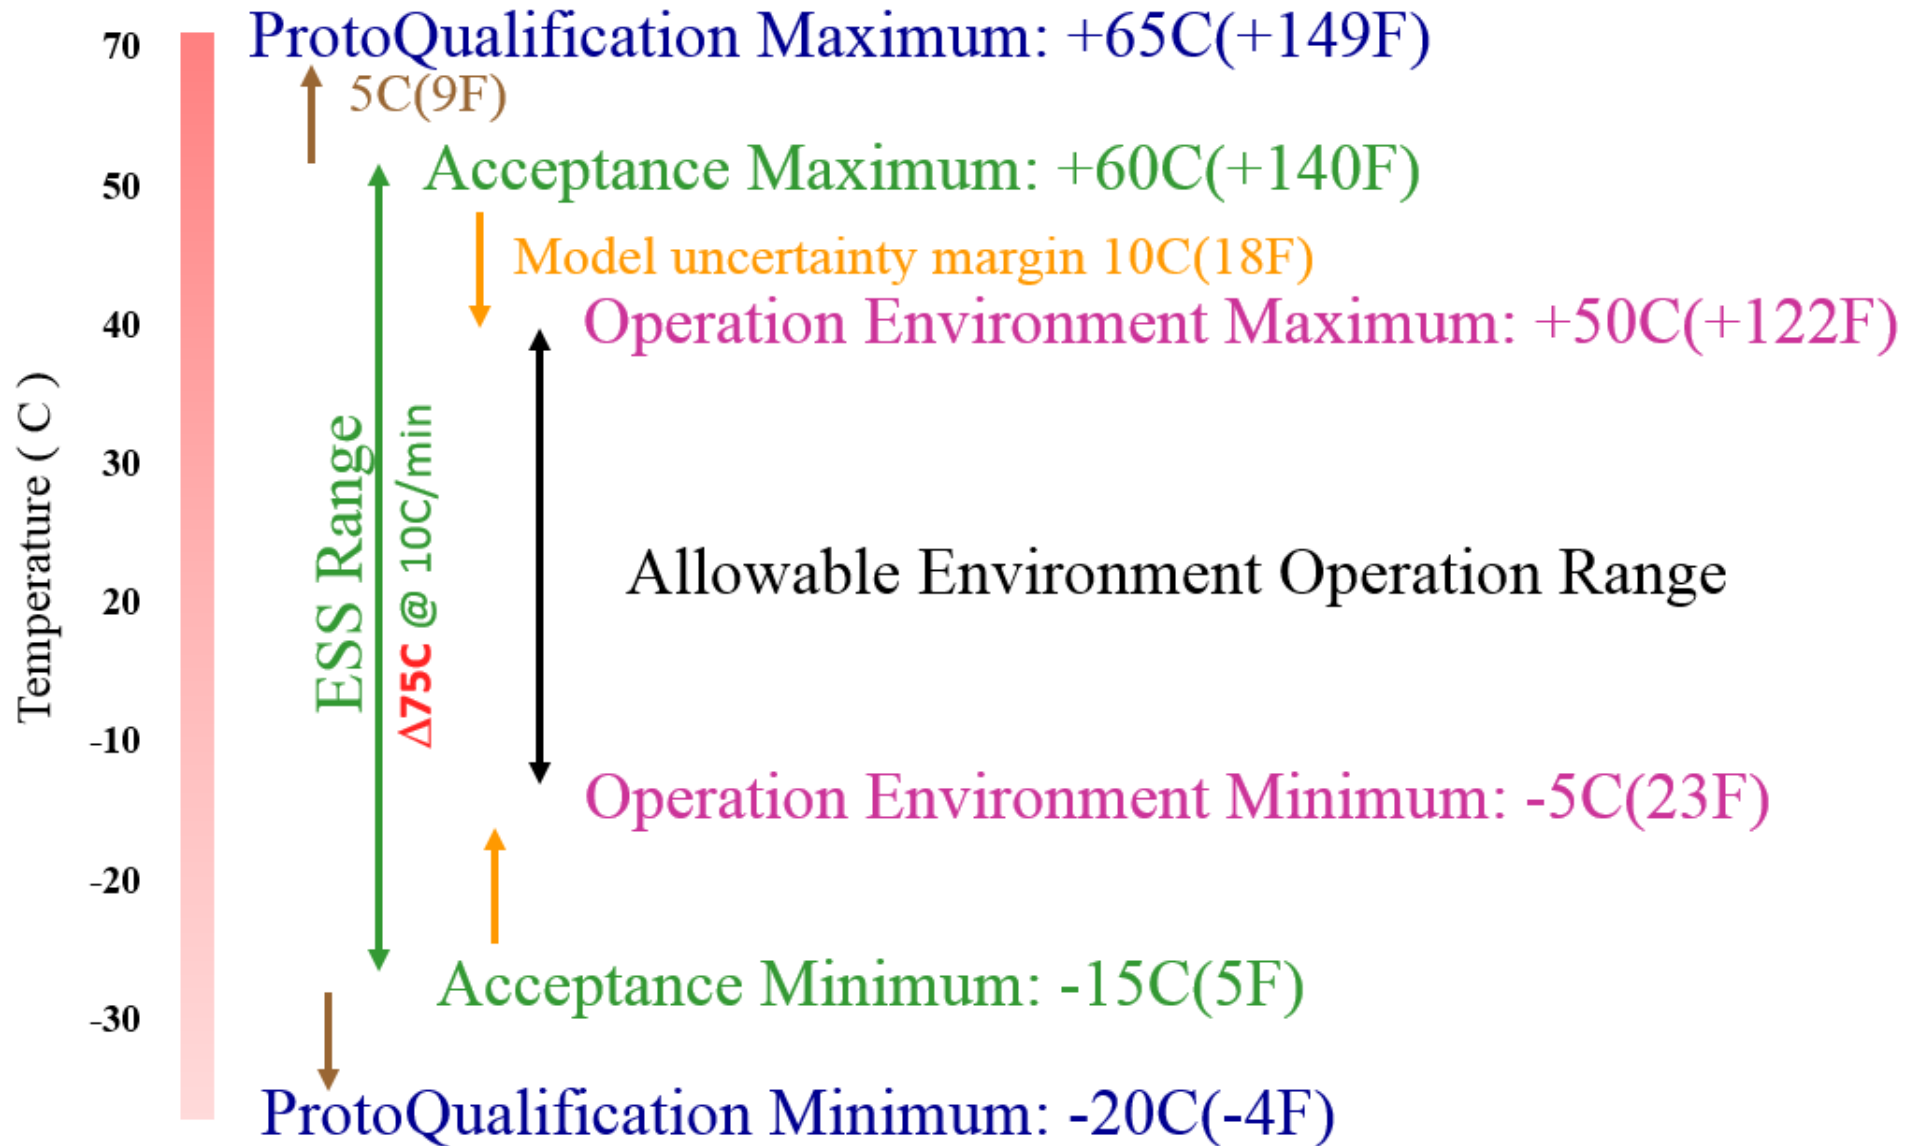 70
ProtoQualification Maximum: +65C(+149F)
5C(9F)
Acceptance Maximum: +60C(+140F)
50
Model uncertainty margin 10C(18F)
40
Operation Environment Maximum: +50C(+122F)
Temperature ( C )
30
ESS Range
Δ75C @ 10C/min
20
Allowable Environment Operation Range
-10
Operation Environment Minimum: -5C(23F)
-20
Acceptance Minimum: -15C(5F)
-30
ProtoQualification Minimum: -20C(-4F)